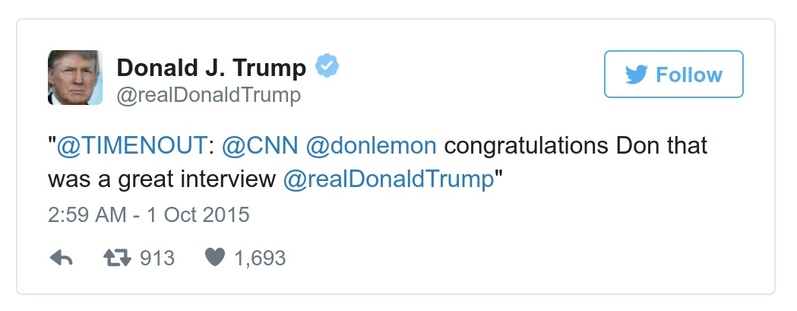 Donald J. Trump
@realDonaldTrump
Follow
"@TIMENOUT: @CNN @donlemon congratulations Don that
was a great interview @realDonaldTrump"
2:59 AM - 1 Oct 2015
913 1,693